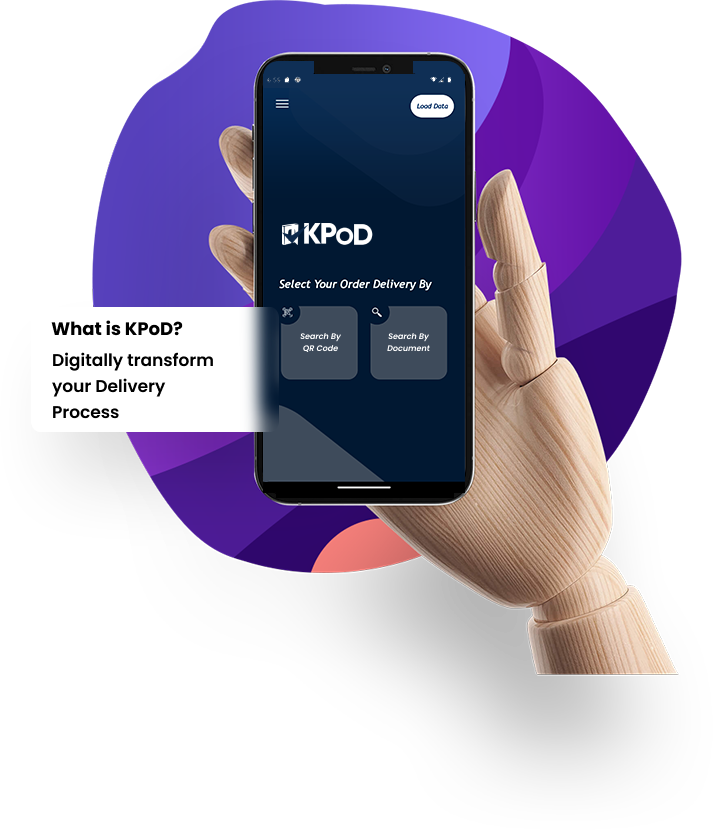 Load Data
KPoD
Select Your Order Delivery By
Search By
QR Code
Search By
Document
What is KPoD?
Digitally transform
your Delivery
Process